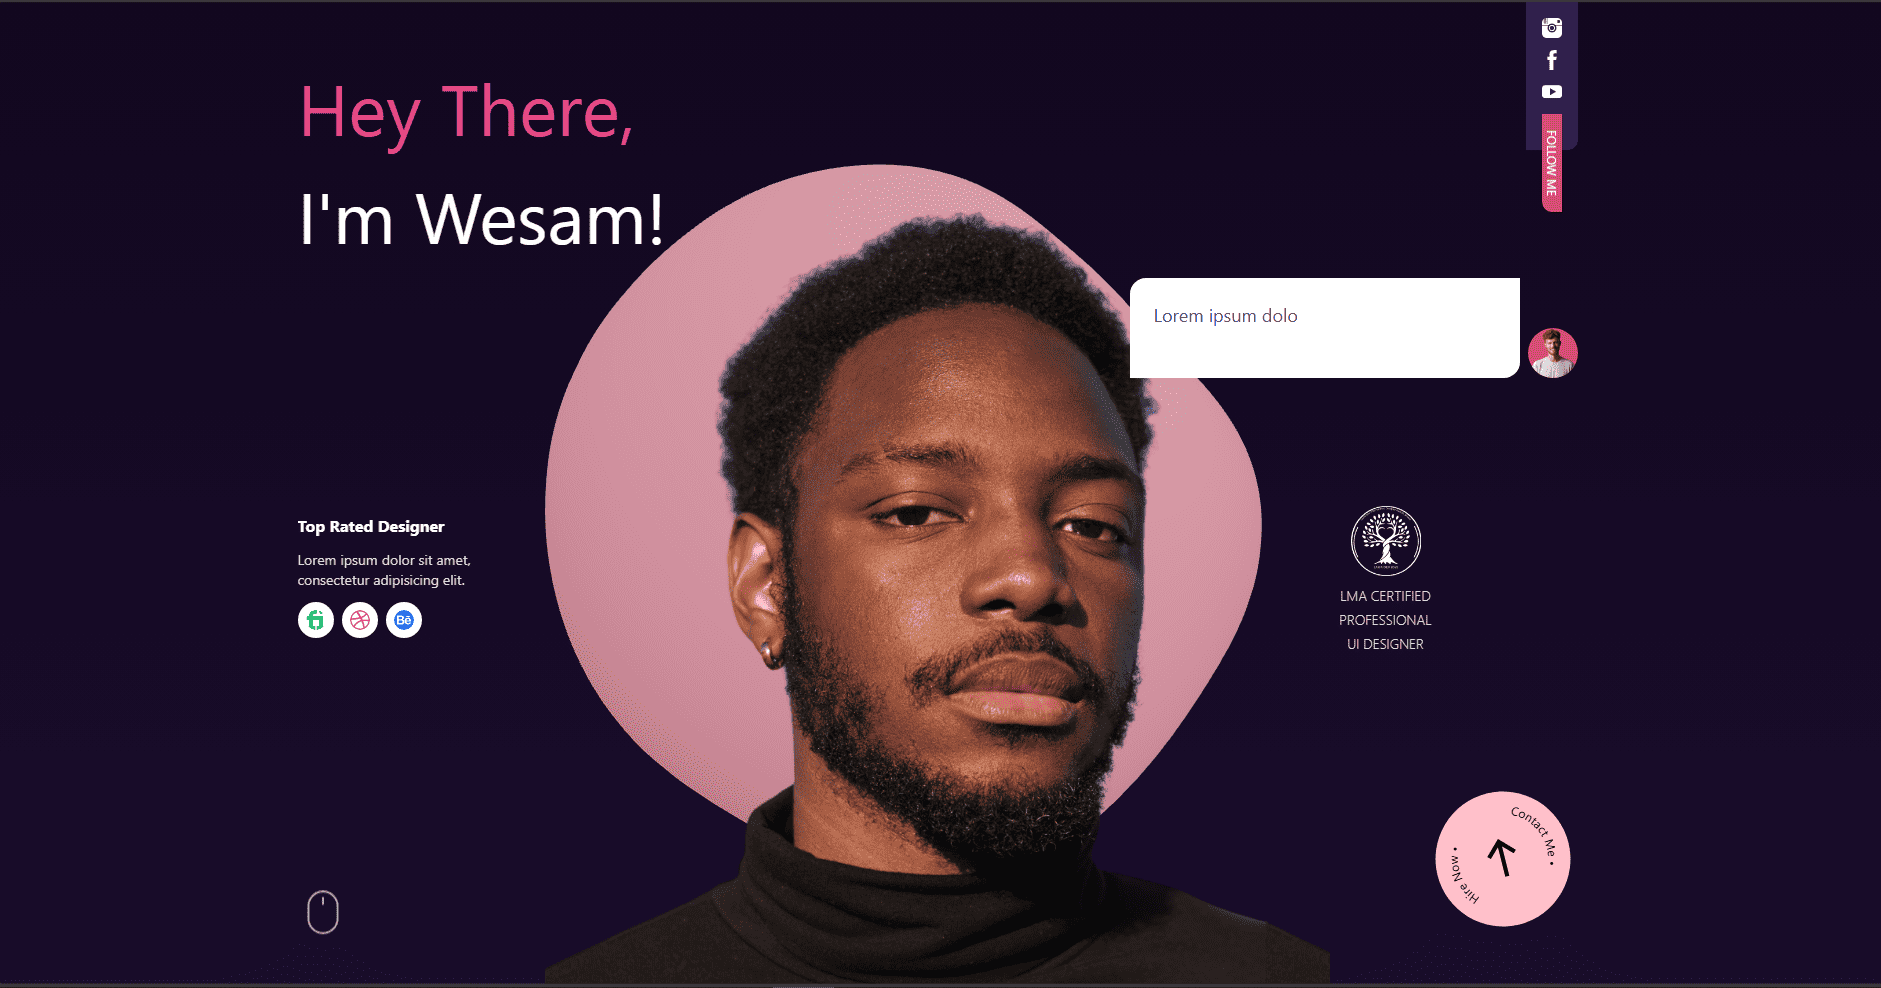 Hey There,
I'm Wesam!
FOLLOW ME
Lorem ipsum dolo
Top Rated Designer
Lorem ipsum dolor sit amet,
consectetur adipisicing elit.
Bē
LMA CERTIFIED
PROFESSIONAL
UI DESIGNER
Contact Me •
Hire Now •